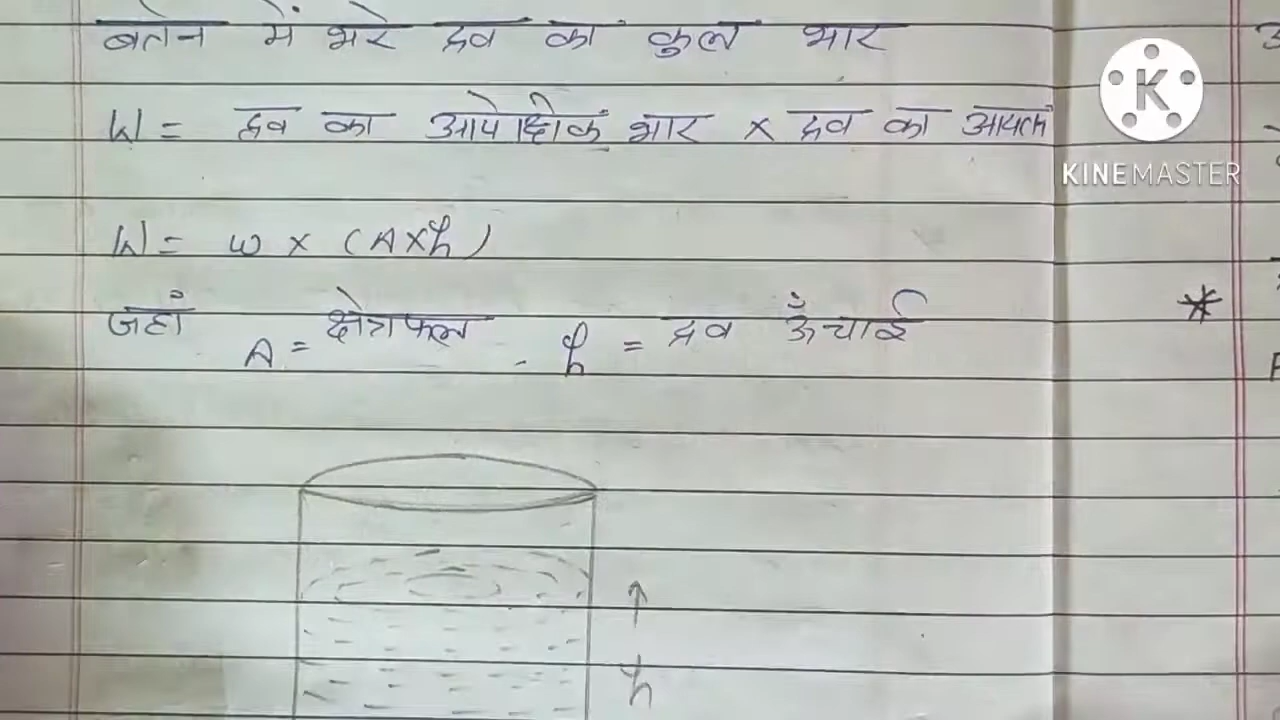 बर्तन में भरे द्रव का कुल भार
W = द्रव का आपेक्षीक भार × द्रव का आयतन
W = w × (A×h)
जहां A = क्षेत्रफल - h = द्रव ऊँचाई
*
h
KINEMASTER